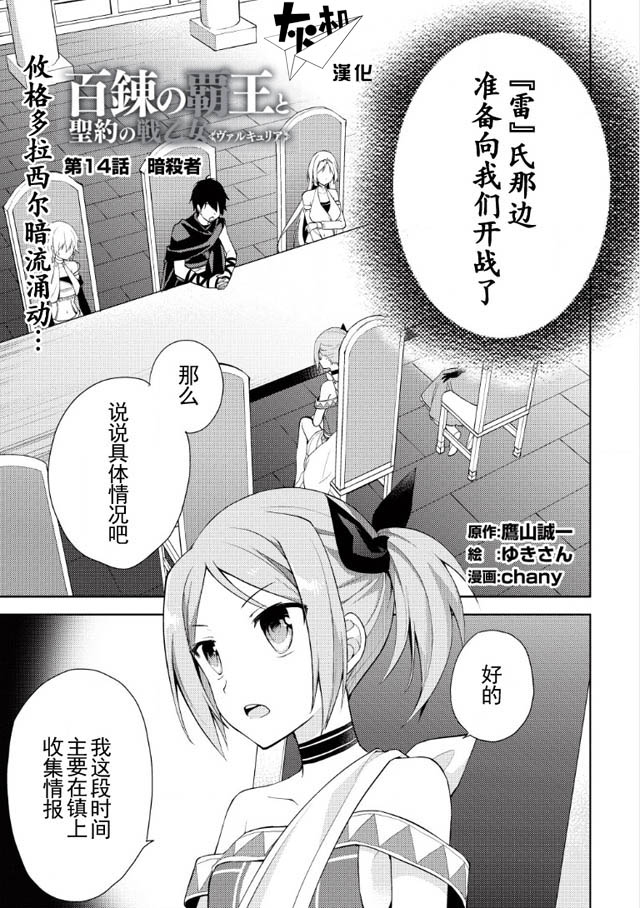 大飞机
漢化
『雷』氏那边
准备向我们开战了
百錬の覇王と
聖約の戦乙女《ヴァルキュリア》
第14話 暗殺者
攸格多拉西尔暗流涌动…
那么
说说具体情况吧
原作:鷹山誠一
絵:ゆきさん
漫画:chany
好的
我这段时间
主要在镇上
收集情报